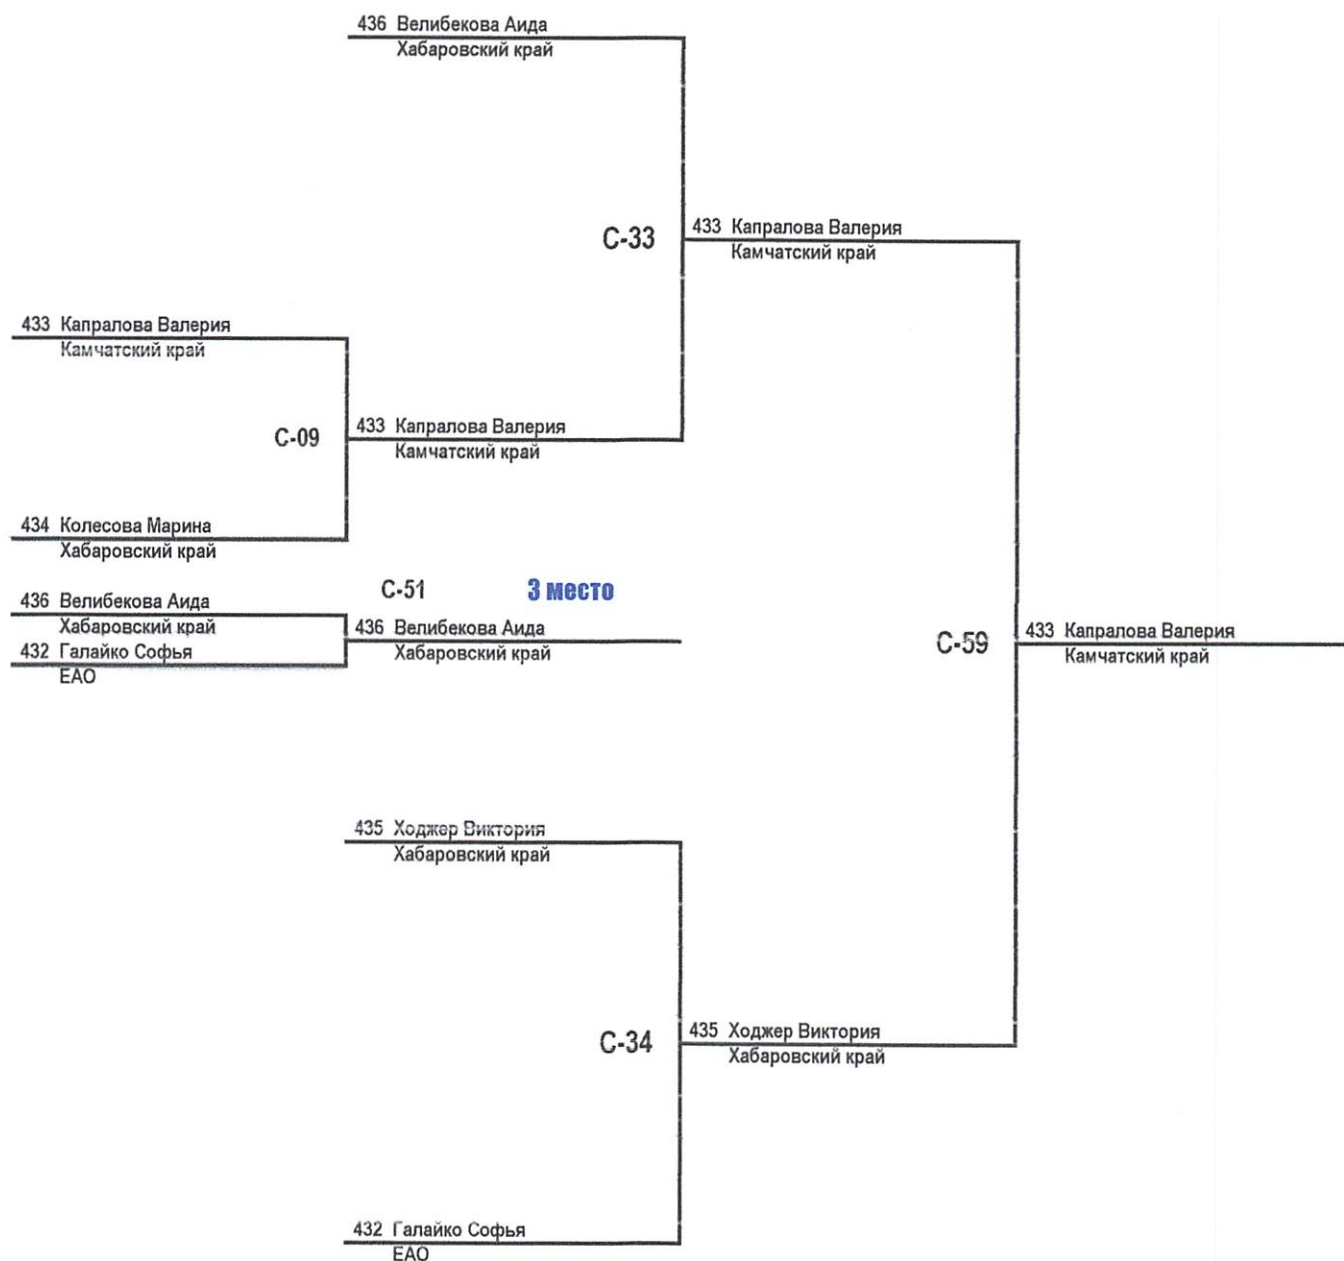 436 Велибекова Аида
Хабаровский край
С-33
433 Капралова Валерия
Камчатский край
433 Капралова Валерия
Камчатский край
С-09
433 Капралова Валерия
Камчатский край
434 Колесова Марина
Хабаровский край
С-51
3 место
436 Велибекова Аида
Хабаровский край
436 Велибекова Аида
Хабаровский край
432 Галайко Софья
ЕАО
С-59
433 Капралова Валерия
Камчатский край
435 Ходжер Виктория
Хабаровский край
С-34
435 Ходжер Виктория
Хабаровский край
432 Галайко Софья
ЕАО